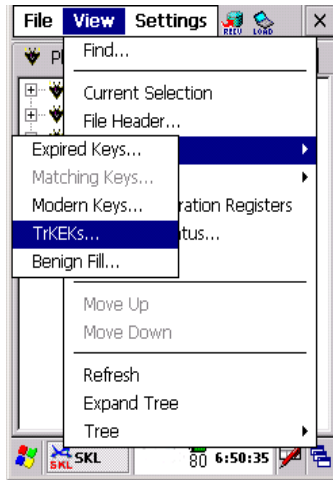 File View Settings RECV LOAD ×
Find...
Current Selection
File Header...
Expired Keys...
Matching Keys...
Modern Keys... ration Registers
TrKEKs... tus...
Benign Fill...
Move Up
Move Down
Refresh
Expand Tree
Tree
SKL SKL 80 6:50:35